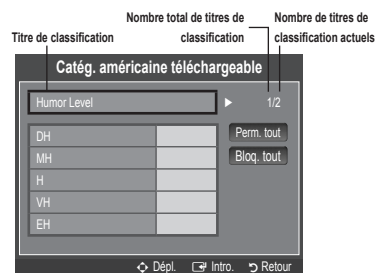 Nombre total de titres de
Nombre de titres de
Titre de classification
classification
classification actuels
Catég. américaine téléchargeable
Humor Level
► 1/2
DH
Perm. tout
MH
Bloq. tout
H
VH
EH
Dépl. Intro. Retour